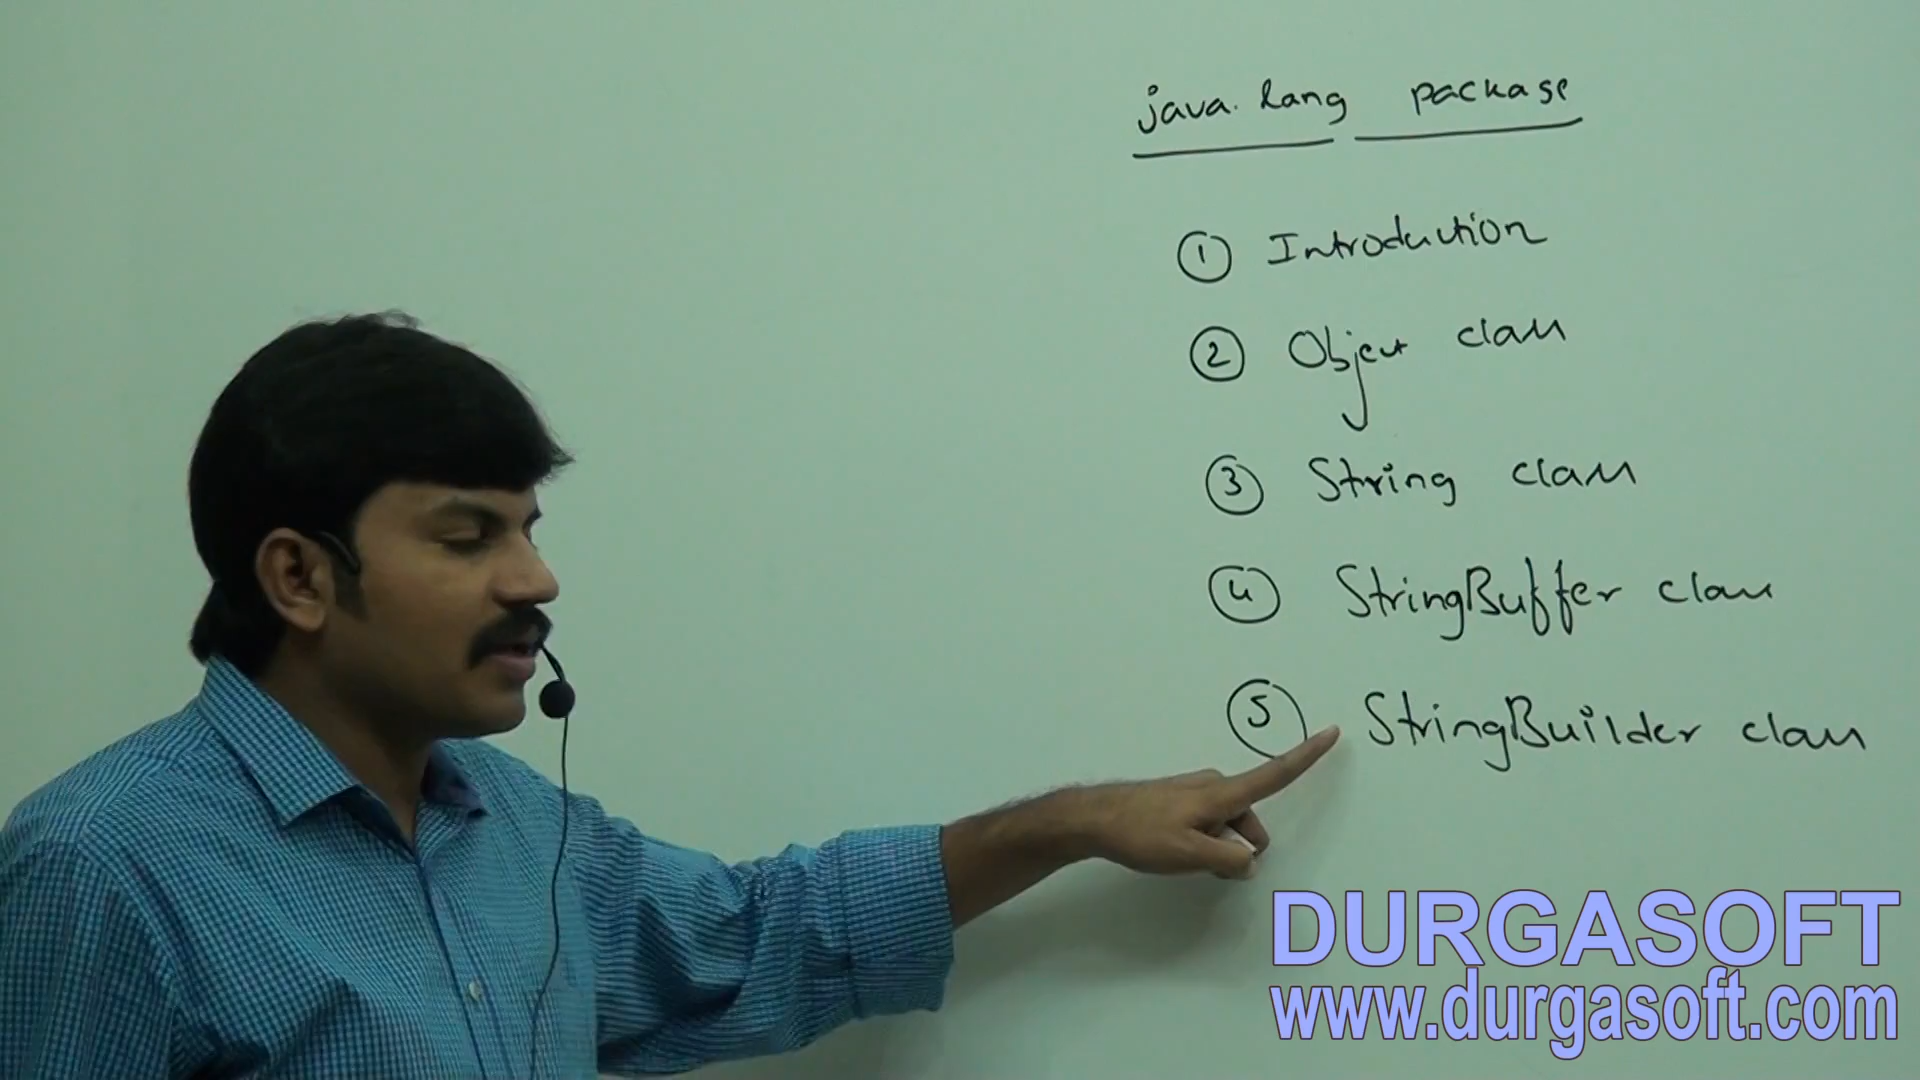 java.lang package
① Introduction
② Object class
③ String class
④ StringBuffer class
⑤ StringBuilder class
DURGASOFT
www.durgasoft.com